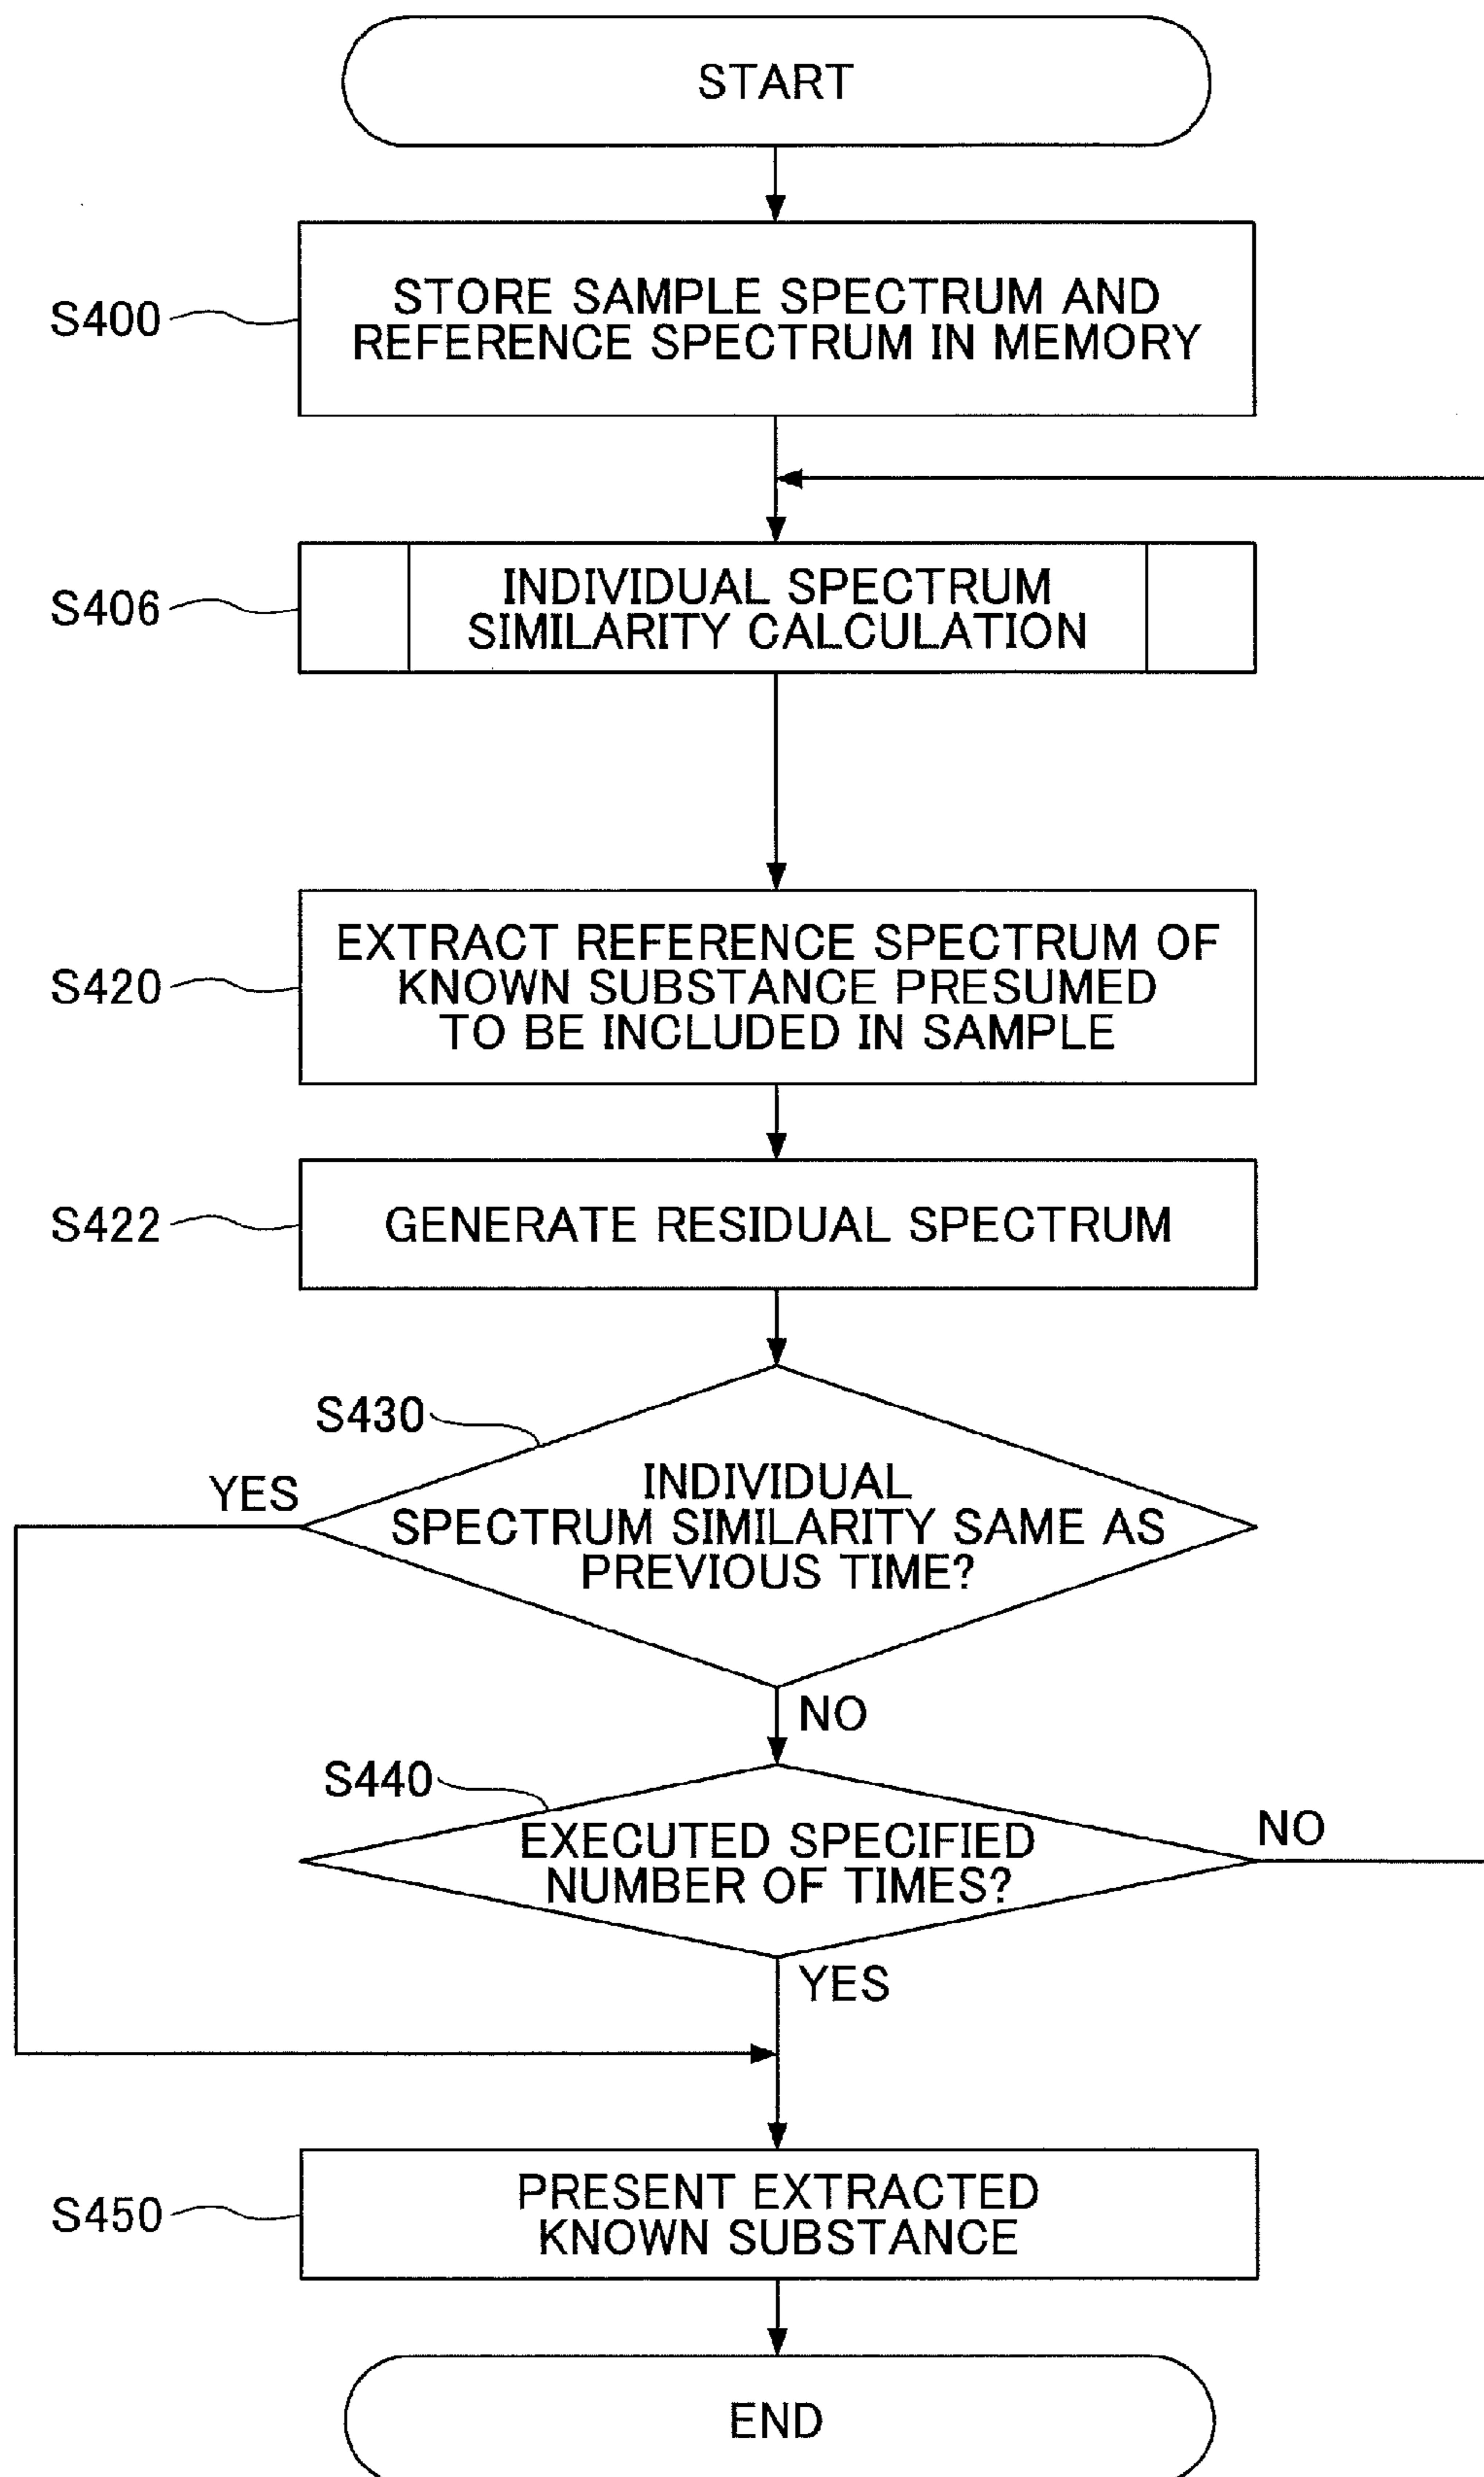 START
S400
STORE SAMPLE SPECTRUM AND
REFERENCE SPECTRUM IN MEMORY
S406
INDIVIDUAL SPECTRUM
SIMILARITY CALCULATION
S420
EXTRACT REFERENCE SPECTRUM OF
KNOWN SUBSTANCE PRESUMED
TO BE INCLUDED IN SAMPLE
S422
GENERATE RESIDUAL SPECTRUM
S430
YES
INDIVIDUAL
SPECTRUM SIMILARITY SAME AS
PREVIOUS TIME?
NO
S440
EXECUTED SPECIFIED
NUMBER OF TIMES?
NO
YES
S450
PRESENT EXTRACTED
KNOWN SUBSTANCE
END